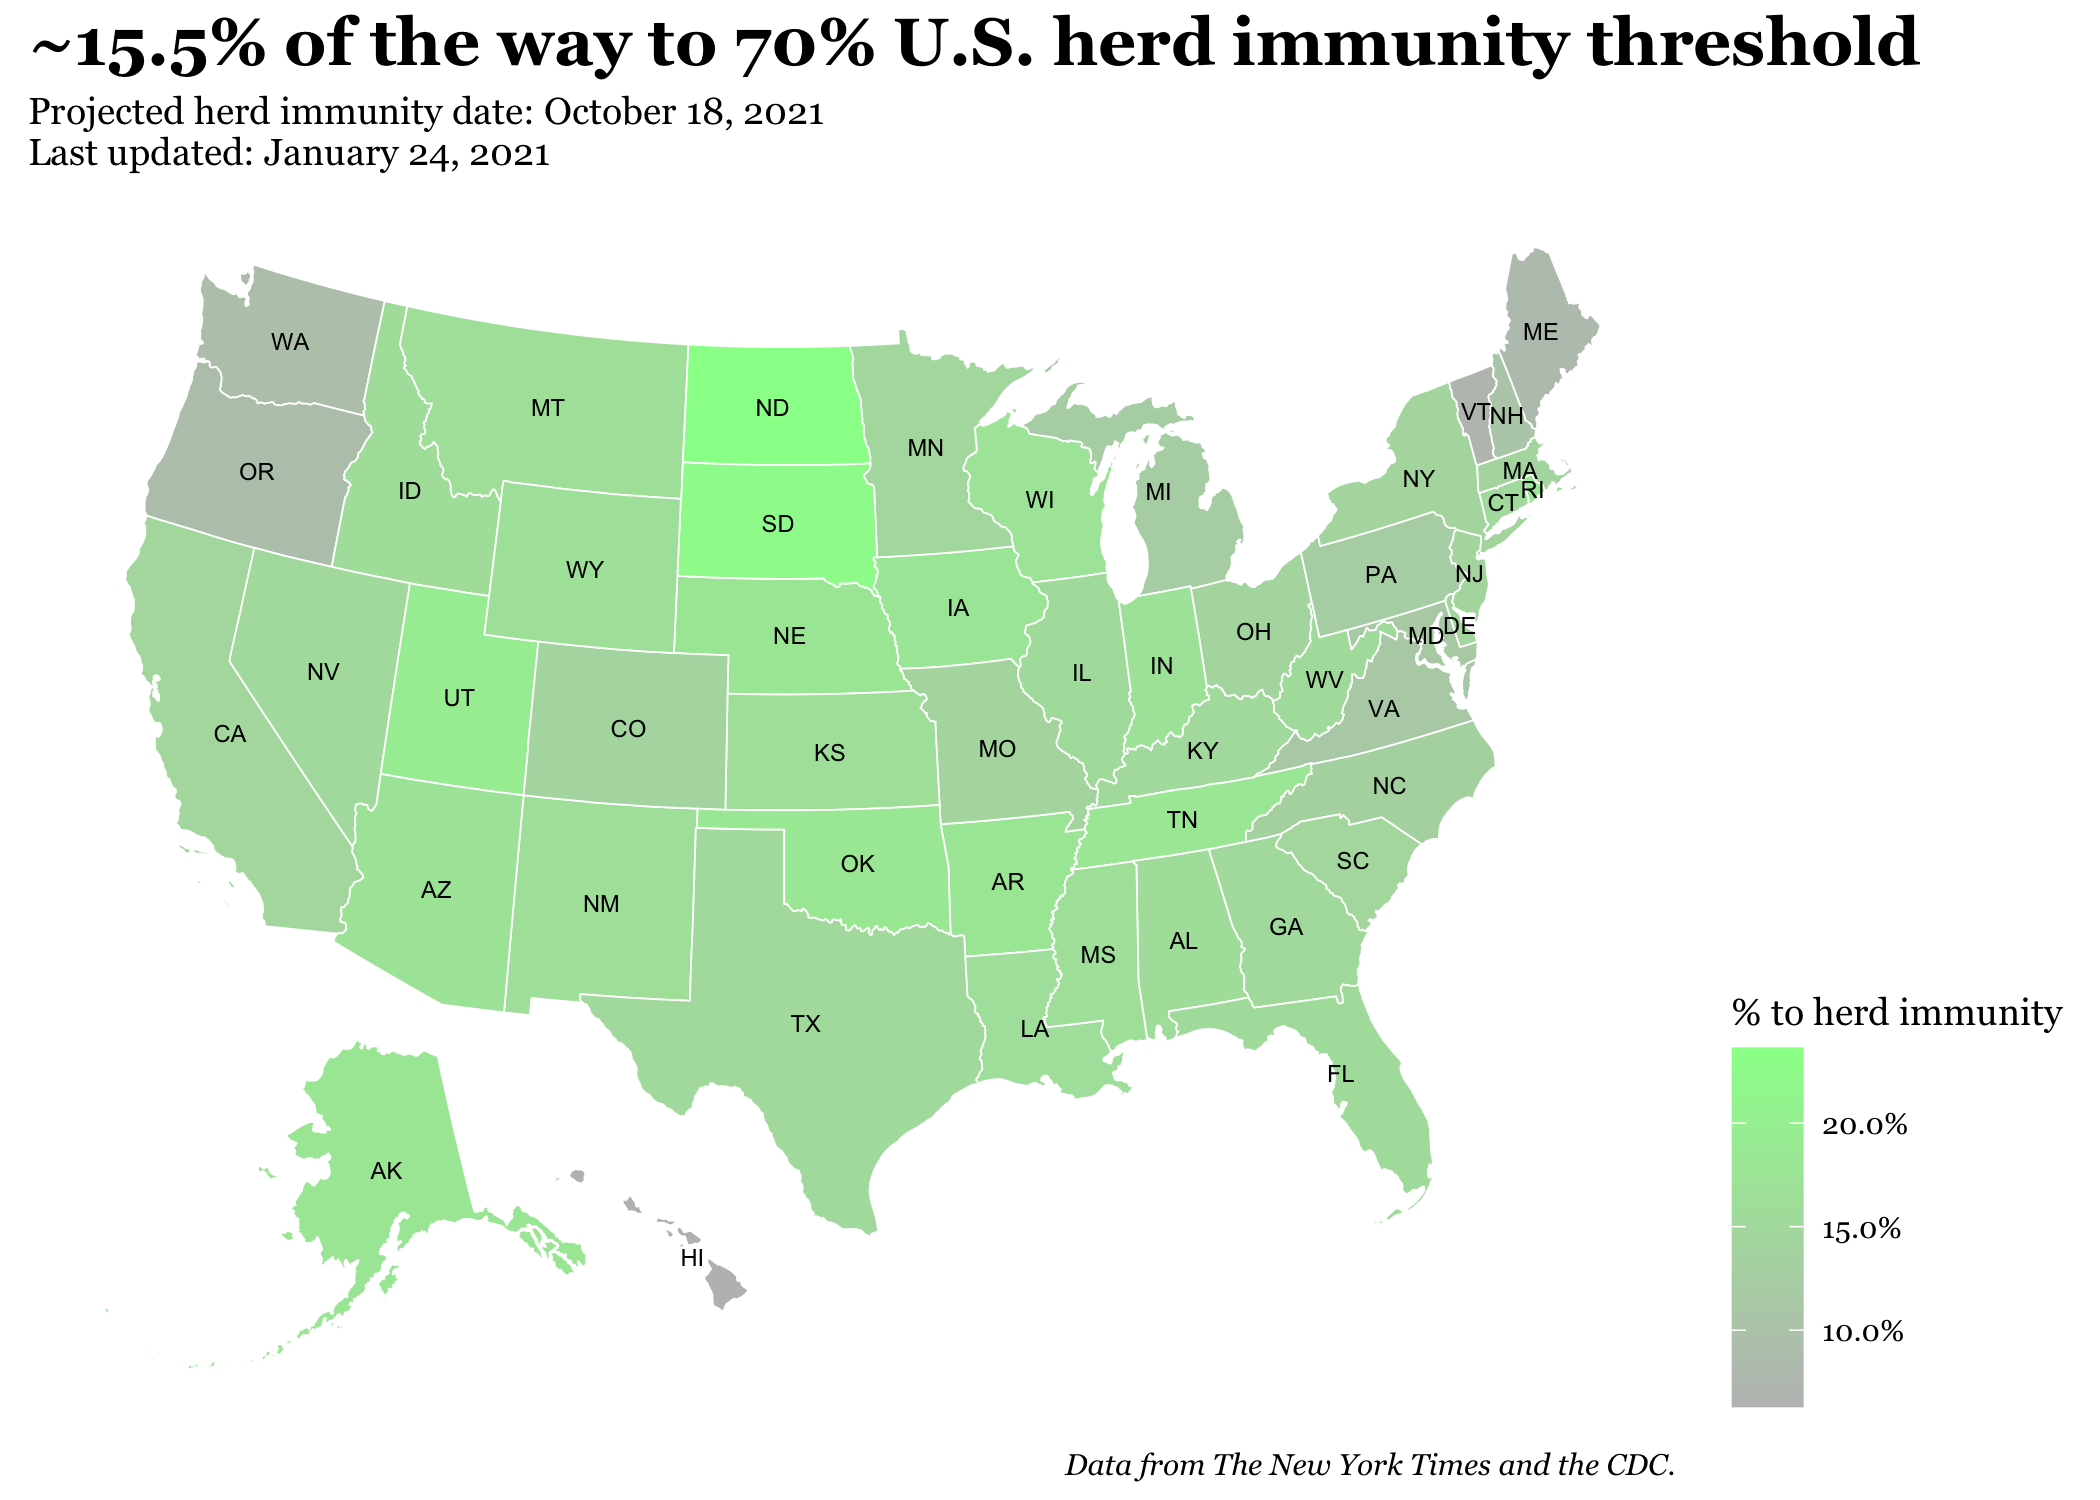 ~15.5% of the way to 70% U.S. herd immunity threshold
Projected herd immunity date: October 18, 2021
Last updated: January 24, 2021
WA
ME
MT
ND
VT
NH
MN
OR
MA
NY
RI
ID
MI
WI
CT
SD
WY
PA
NJ
IA
DE
NE
OH
MD
NV
IN
IL
WV
UT
VA
CO
CA
MO
KY
KS
NC
TN
SC
OK
AR
AZ
NM
GA
AL
MS
TX
LA
FL
AK
HI
% to herd immunity
20.0%
15.0%
10.0%
Data from The New York Times and the CDC.